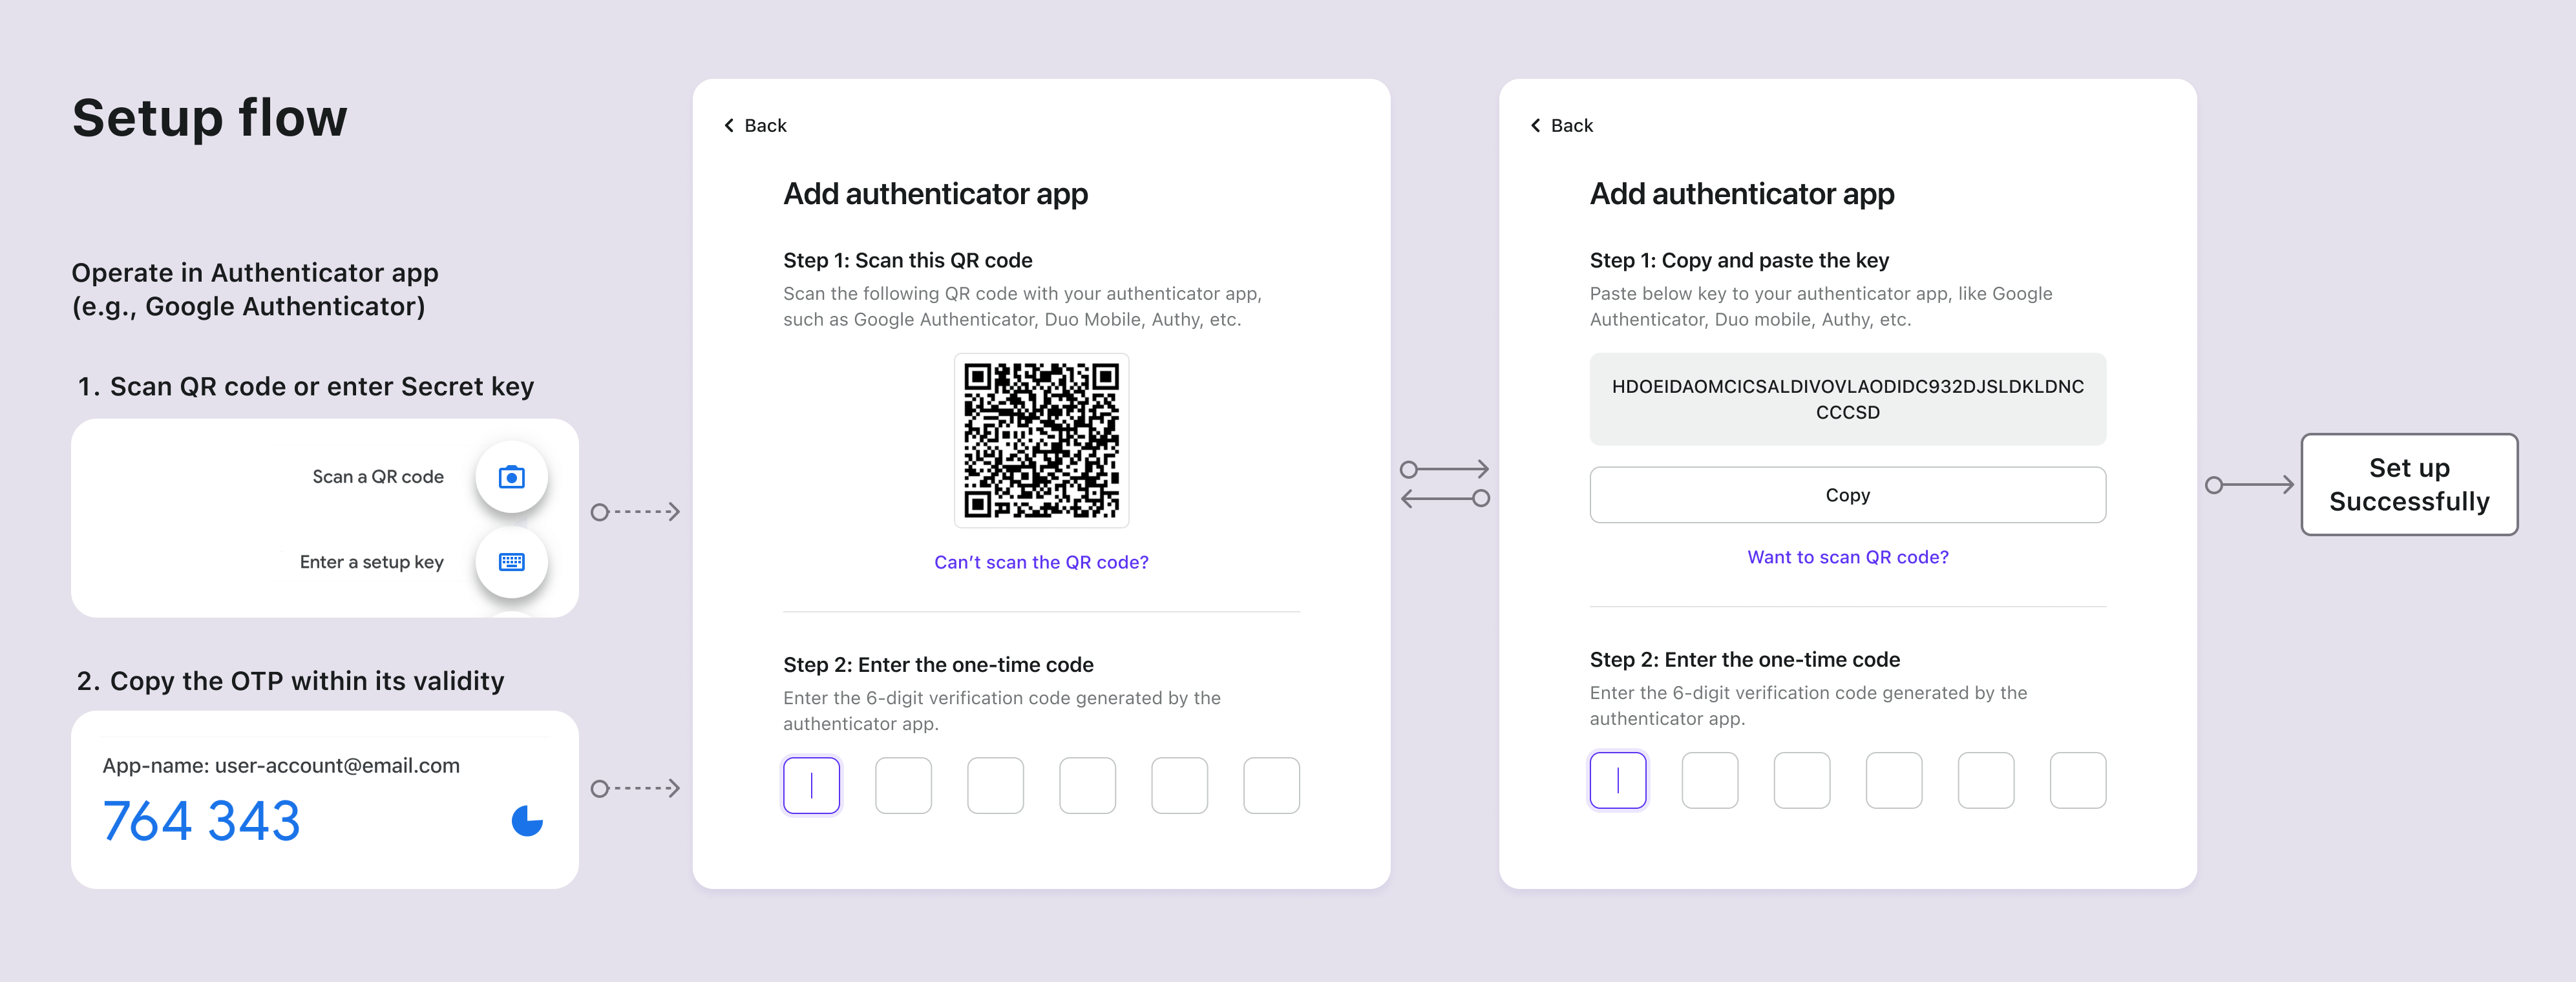 Setup flow
Operate in Authenticator app
(e.g., Google Authenticator)
1. Scan QR code or enter Secret key
Scan a QR code
Enter a setup key
2. Copy the OTP within its validity
App-name: user-account@email.com
764 343
Back
Add authenticator app
Step 1: Scan this QR code
Scan the following QR code with your authenticator app,
such as Google Authenticator, Duo Mobile, Authy, etc.
Can’t scan the QR code?
Step 2: Enter the one-time code
Enter the 6-digit verification code generated by the
authenticator app.
Back
Add authenticator app
Step 1: Copy and paste the key
Paste below key to your authenticator app, like Google
Authenticator, Duo mobile, Authy, etc.
HDOEIDAOMCICSALDIVOVLAODIDC932DJSLDKLDNC
CCCSD
Copy
Want to scan QR code?
Step 2: Enter the one-time code
Enter the 6-digit verification code generated by the
authenticator app.
Set up
Successfully